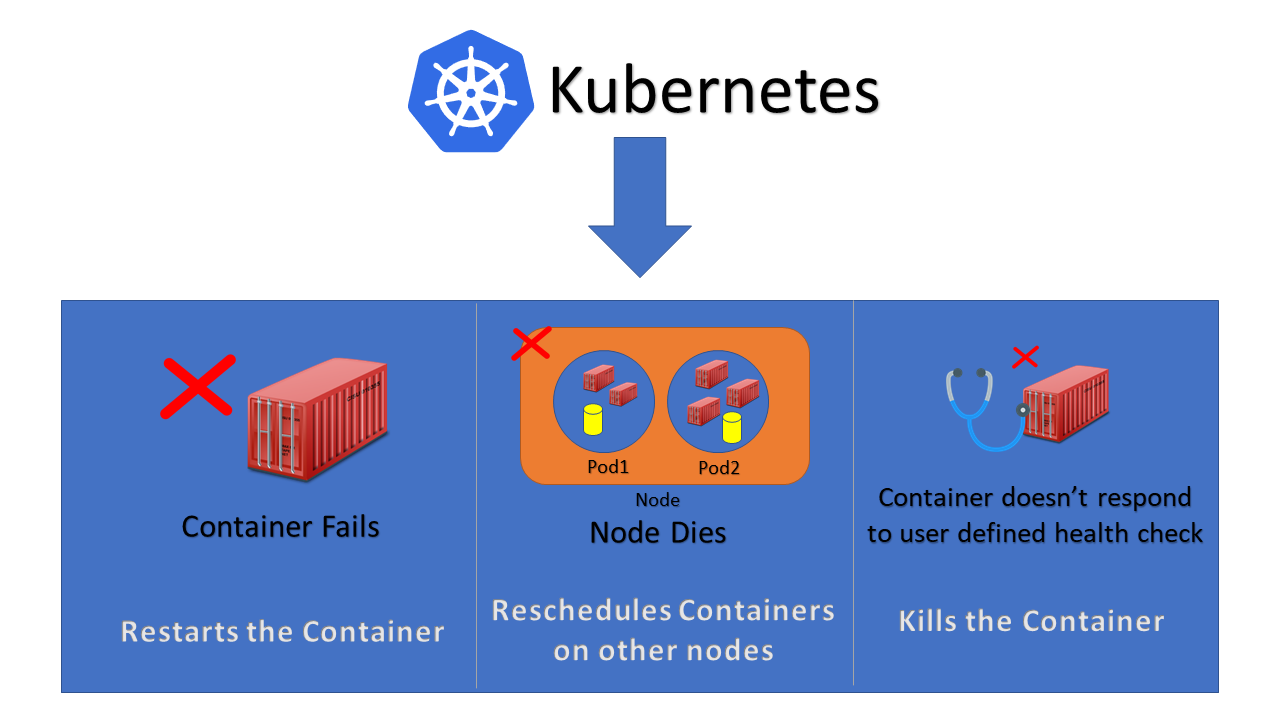 Kubernetes
Container Fails
Restarts the Container
Pod1
Pod2
Node
Node Dies
Reschedules Containers
on other nodes
Container doesn’t respond
to user defined health check
Kills the Container